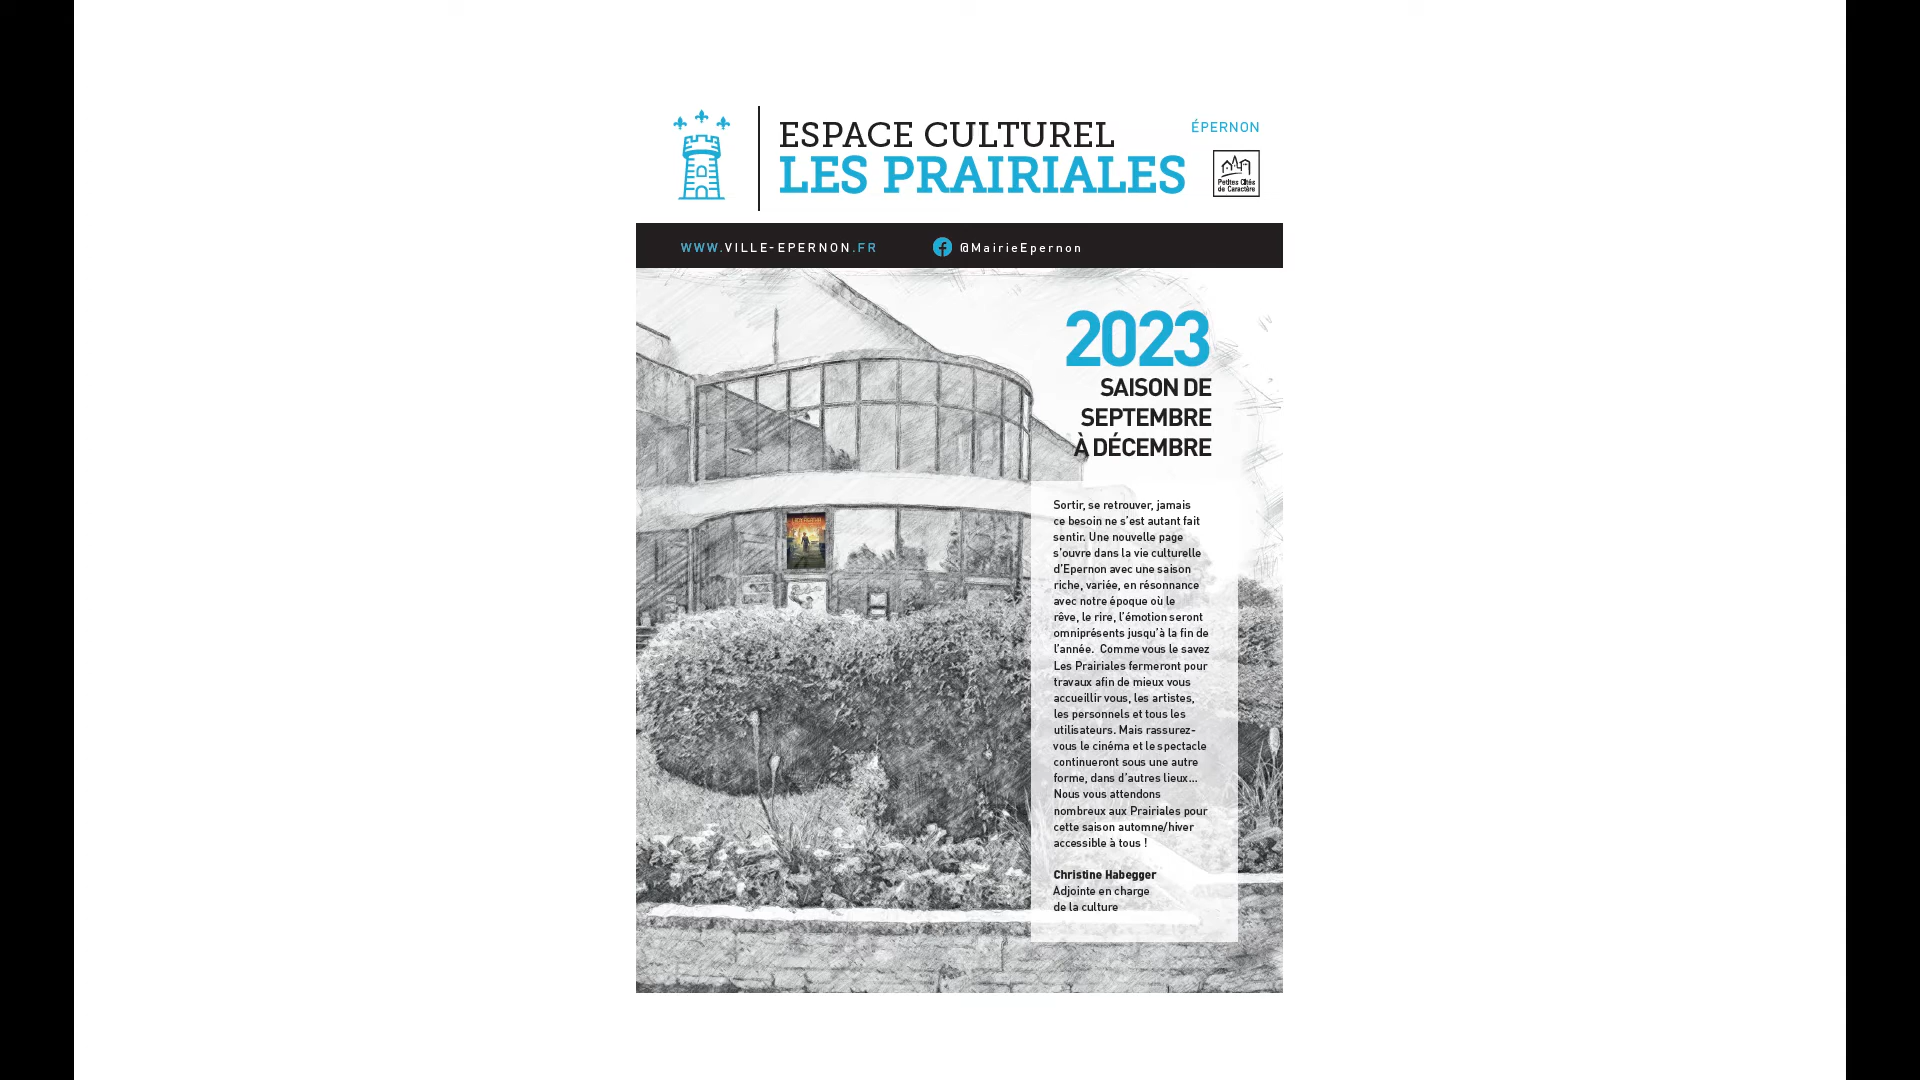 ESPACE CULTUREL
LES PRAIRIALES
ÉPERNON
Petites Cités
de Caractère
WWW.VILLE-EPERNON.FR
@MairieEpernon
2023
SAISON DE
SEPTEMBRE
À DÉCEMBRE
Sortir, se retrouver, jamais
ce besoin ne s'est autant fait
sentir. Une nouvelle page
s'ouvre dans la vie culturelle
d'Epernon avec une saison
riche, variée, en résonnance
avec notre époque où le
rêve, le rire, l'émotion seront
omniprésents jusqu'à la fin de
l'année. Comme vous le savez
Les Prairiales fermeront pour
travaux afin de mieux vous
accueillir vous, les artistes,
les personnels et tous les
utilisateurs. Mais rassurez-
vous le cinéma et le spectacle
continueront sous une autre
forme, dans d'autres lieux...
Nous vous attendons
nombreux aux Prairiales pour
cette saison automne/hiver
accessible à tous !
Christine Habegger
Adjointe en charge
de la culture